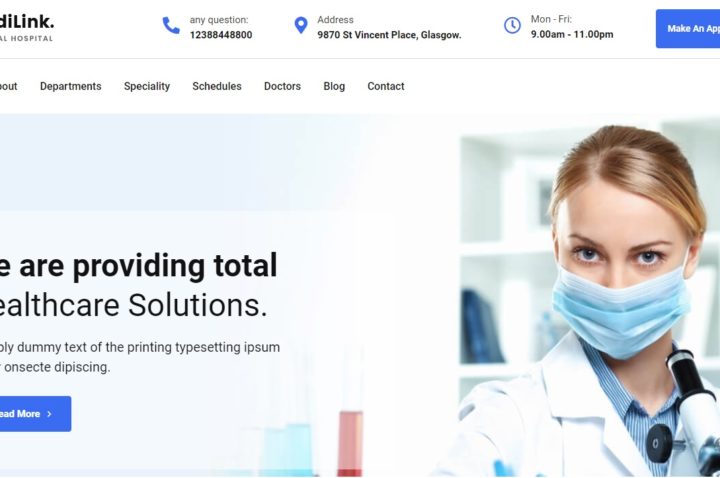 diLink.
AL HOSPITAL
any question:
12388448800
Address
9870 St Vincent Place, Glasgow.
Mon - Fri:
9.00am - 11.00pm
Make An App
out
Departments
Speciality
Schedules
Doctors
Blog
Contact
e are providing total
ealthcare Solutions.
ply dummy text of the printing typesetting ipsum
onsecte dipiscing.
ead More